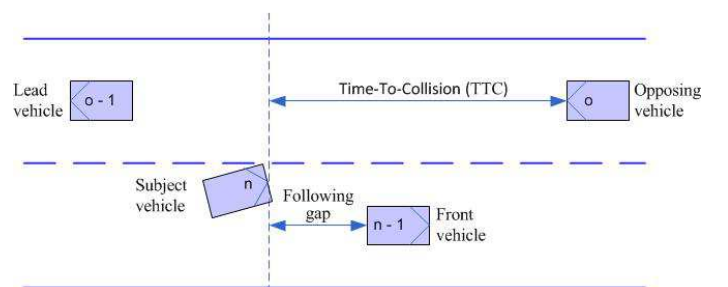 Lead
vehicle
o - 1
Time-To-Collision (TTC)
o
Opposing
vehicle
Subject
vehicle
n
Following
gap
n - 1
Front
vehicle